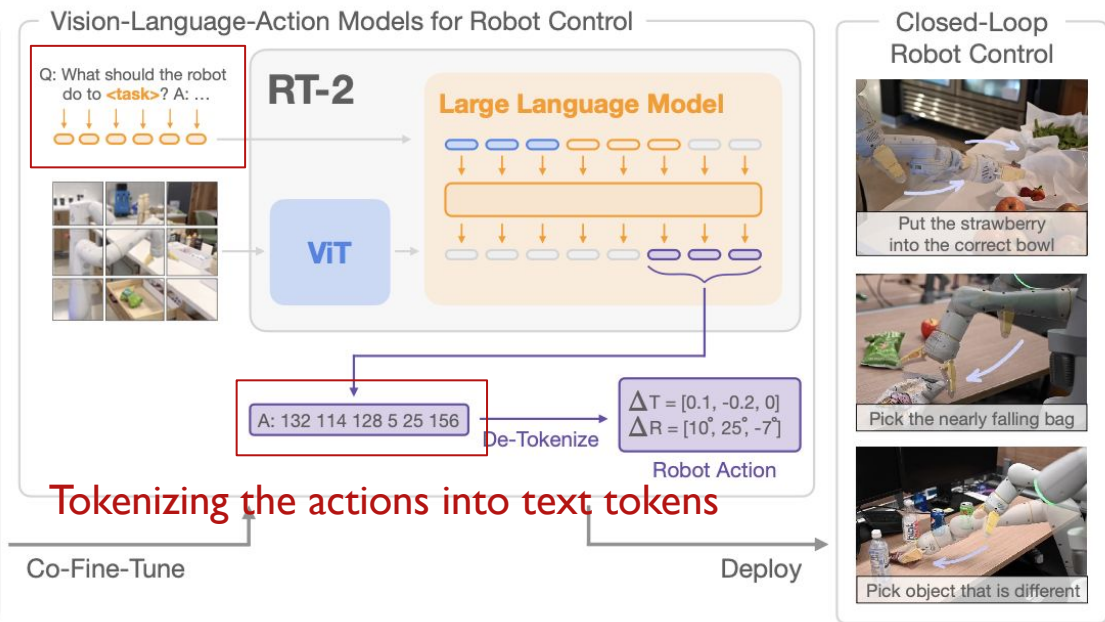 Vision-Language-Action Models for Robot Control
Q: What should the robot
do to <task>? A: ...
RT-2
Large Language Model
ViT
A: 132 114 128 5 25 156
De-Tokenize
Δ T = [0.1, -0.2, 0]
Δ R = [10°, 25°, -7°]
Robot Action
Tokenizing the actions into text tokens
Co-Fine-Tune
Deploy
Closed-Loop
Robot Control
Put the strawberry
into the correct bowl
Pick the nearly falling bag
Pick object that is different